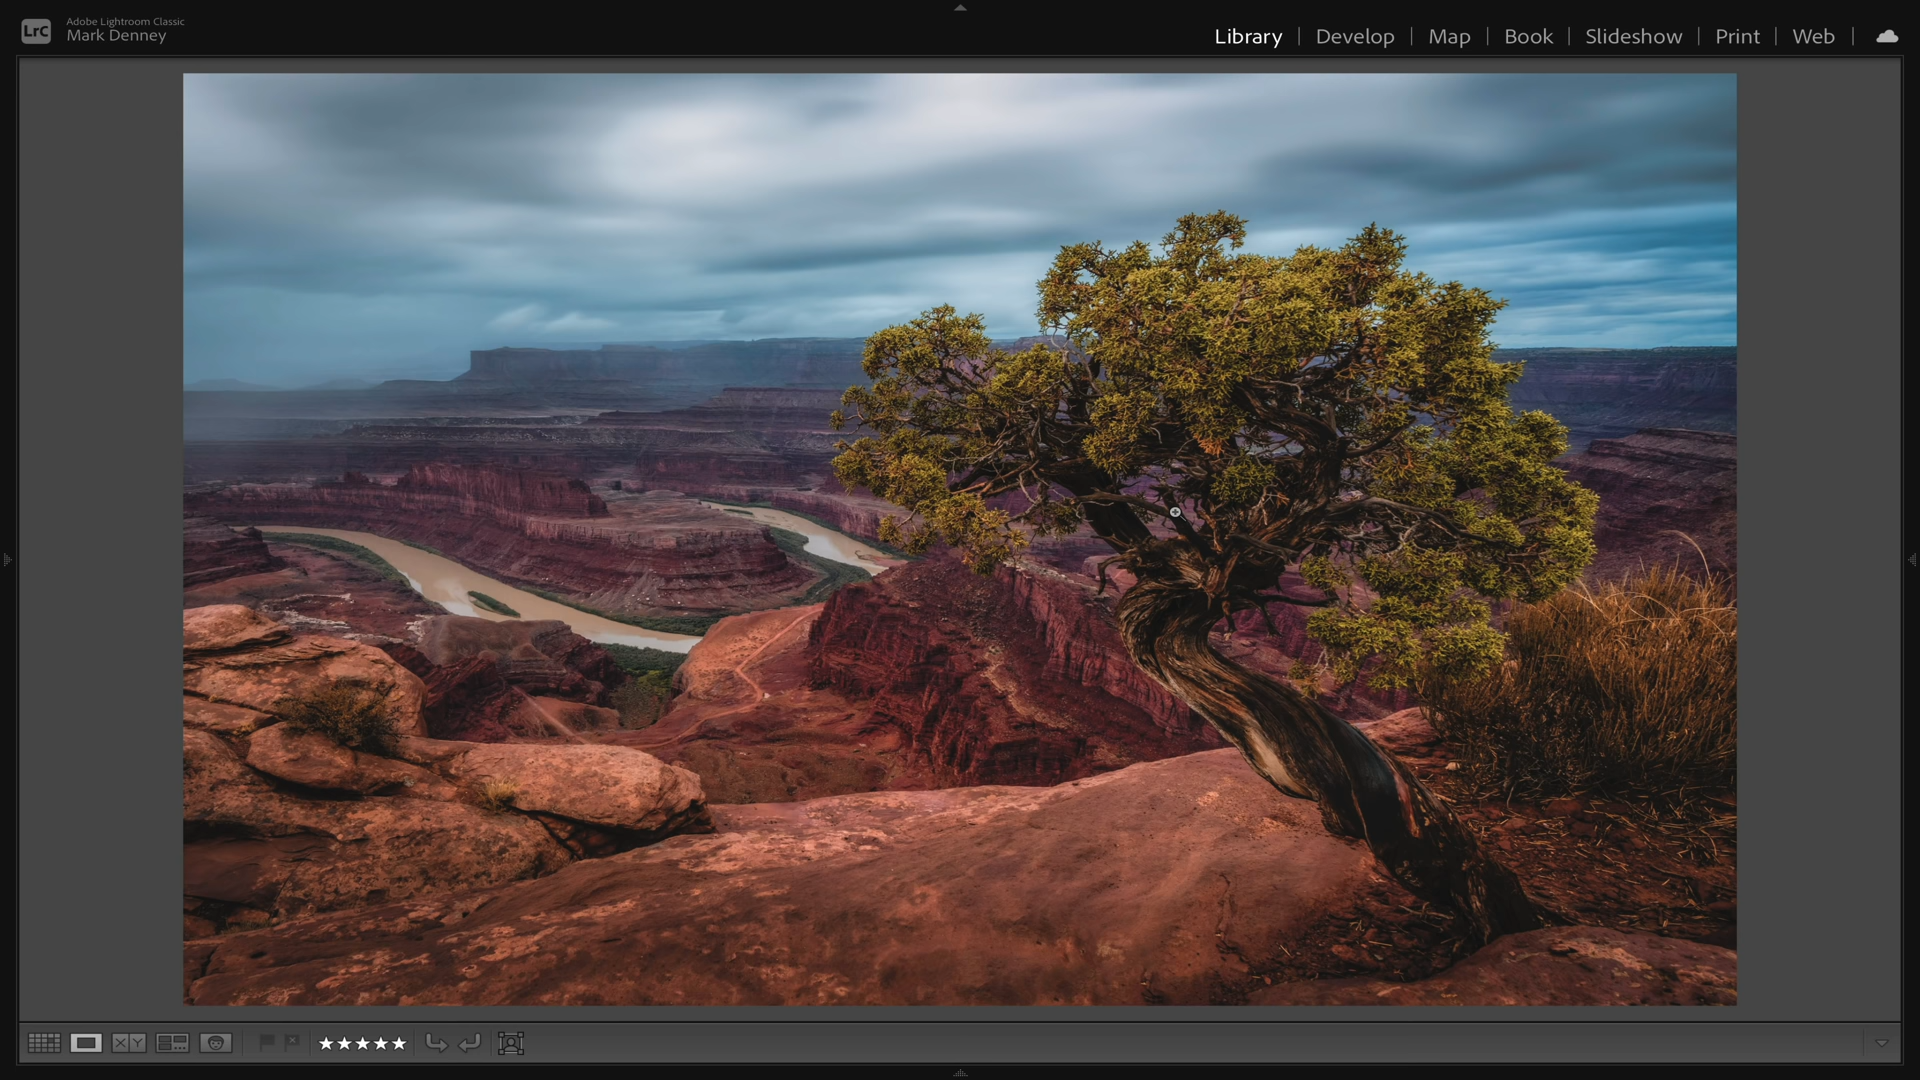 LrC
Adobe Lightroom Classic
Mark Denney
Library | Develop | Map | Book | Slideshow | Print | Web |
XY